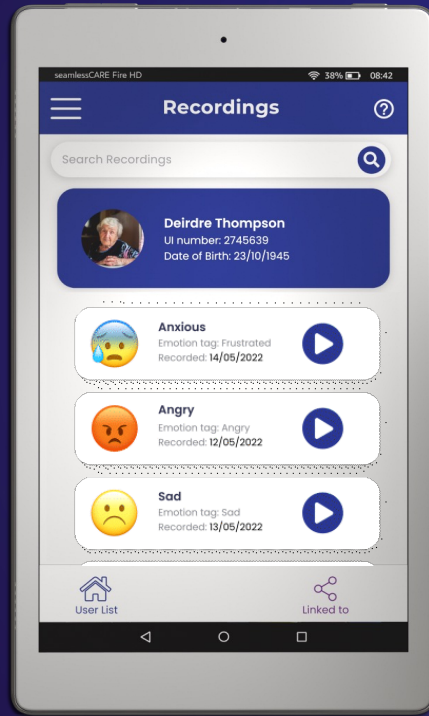 seamlessCARE Fire HD 38% 08:42
Recordings
Search Recordings
Deirdre Thompson
UI number: 2745639
Date of Birth: 23/10/1945
Anxious
Emotion tag: Frustrated
Recorded: 14/05/2022
Angry
Emotion tag: Angry
Recorded: 12/05/2022
Sad
Emotion tag: Sad
Recorded: 13/05/2022
User List
Linked to